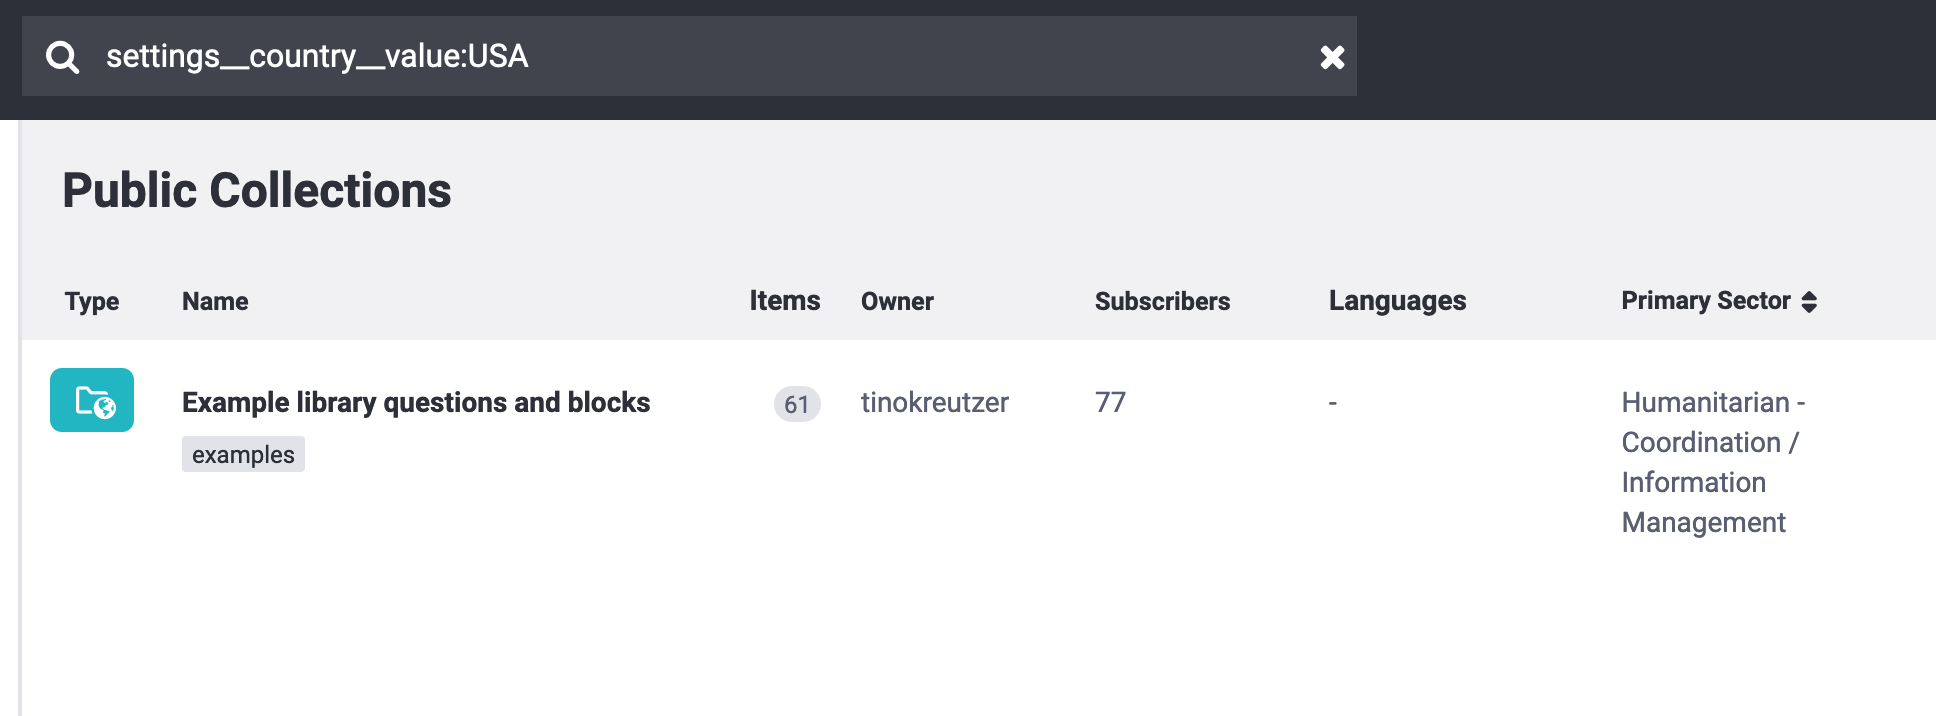 settings__country__value:USA
Public Collections
Type Name Items Owner Subscribers Languages Primary Sector
Example library questions and blocks 61 tinokreutzer 77 - Humanitarian -
Coordination /
examples
Information
Management